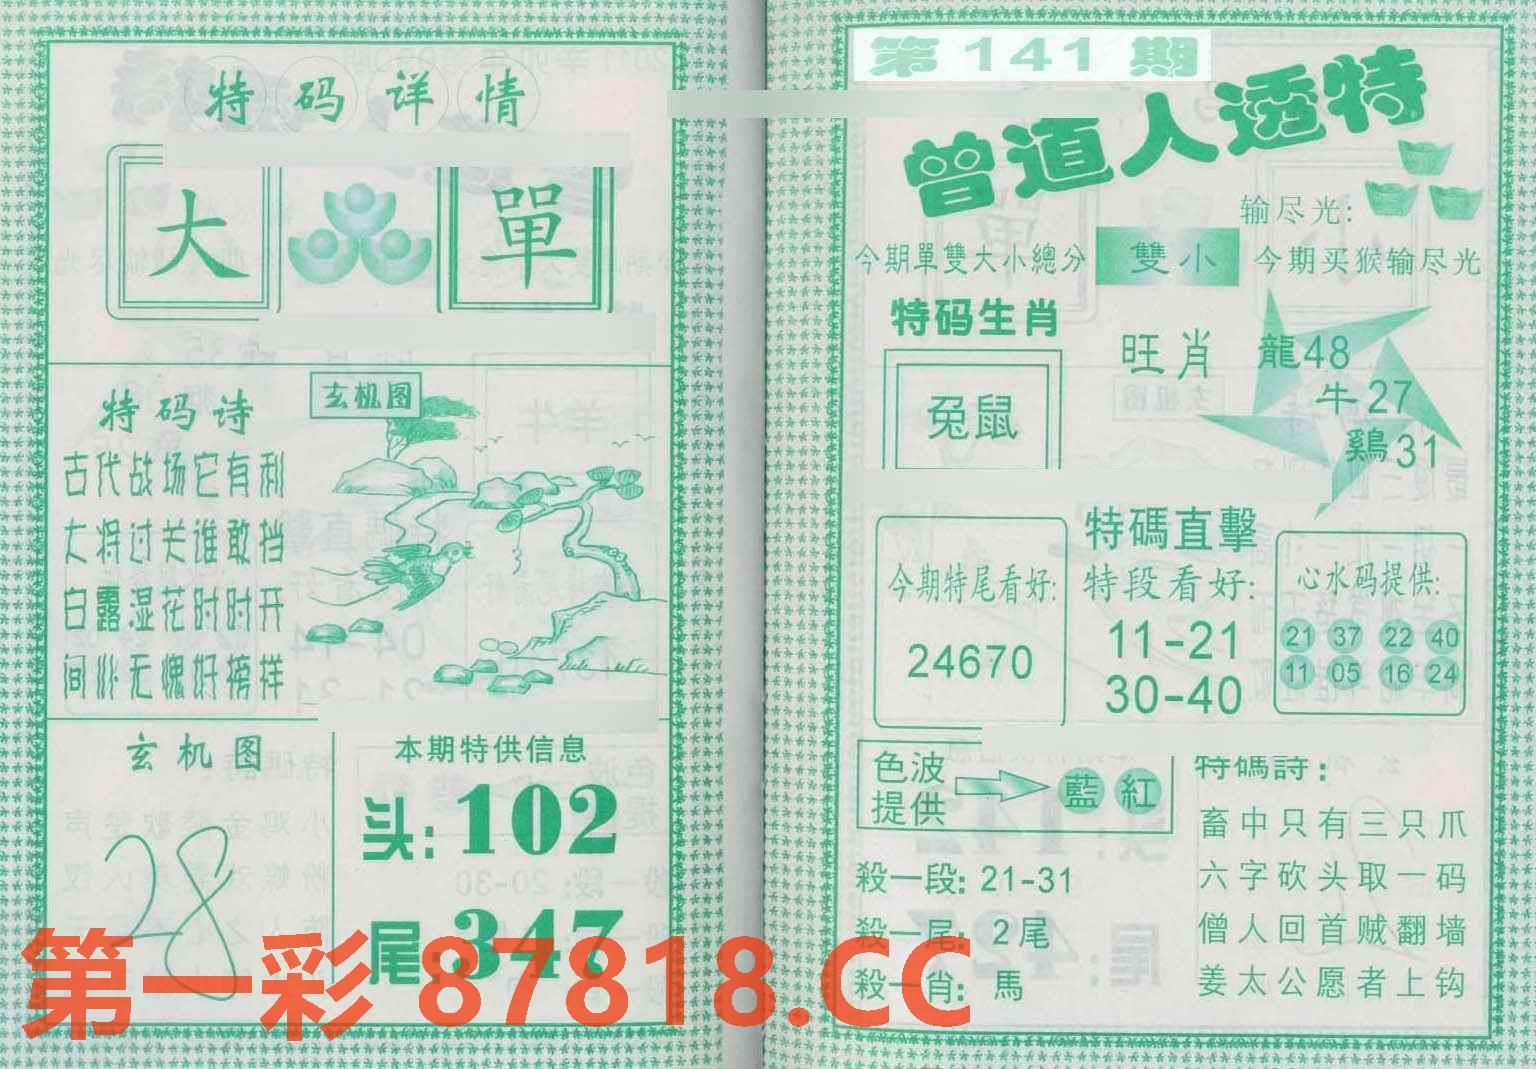 特码详情
大 單
特码诗
古代战场它有利
大将过关谁敢挡
白露湿花时时开
间 无愧好榜样
玄机图
玄机图
28
本期特供信息
头:102
尾:347
第141期
曾道人透特
输尽光:
今期單雙大小總分 雙小 今期买猴输尽光
特码生肖
兔鼠
旺肖
龍48
牛27
鷄31
今期特尾看好:
24670
特碼直擊
特段看好:
11-21
30-40
心水码提供:
21 37 22 40
11 05 16 24
色波提供
藍 紅
殺一段:21-31
殺一尾: 2尾
殺一肖: 馬
特碼詩:
畜中只有三只爪
六字砍头取一码
僧人回首贼翻墙
姜太公愿者上钩
第一彩 87818.CC